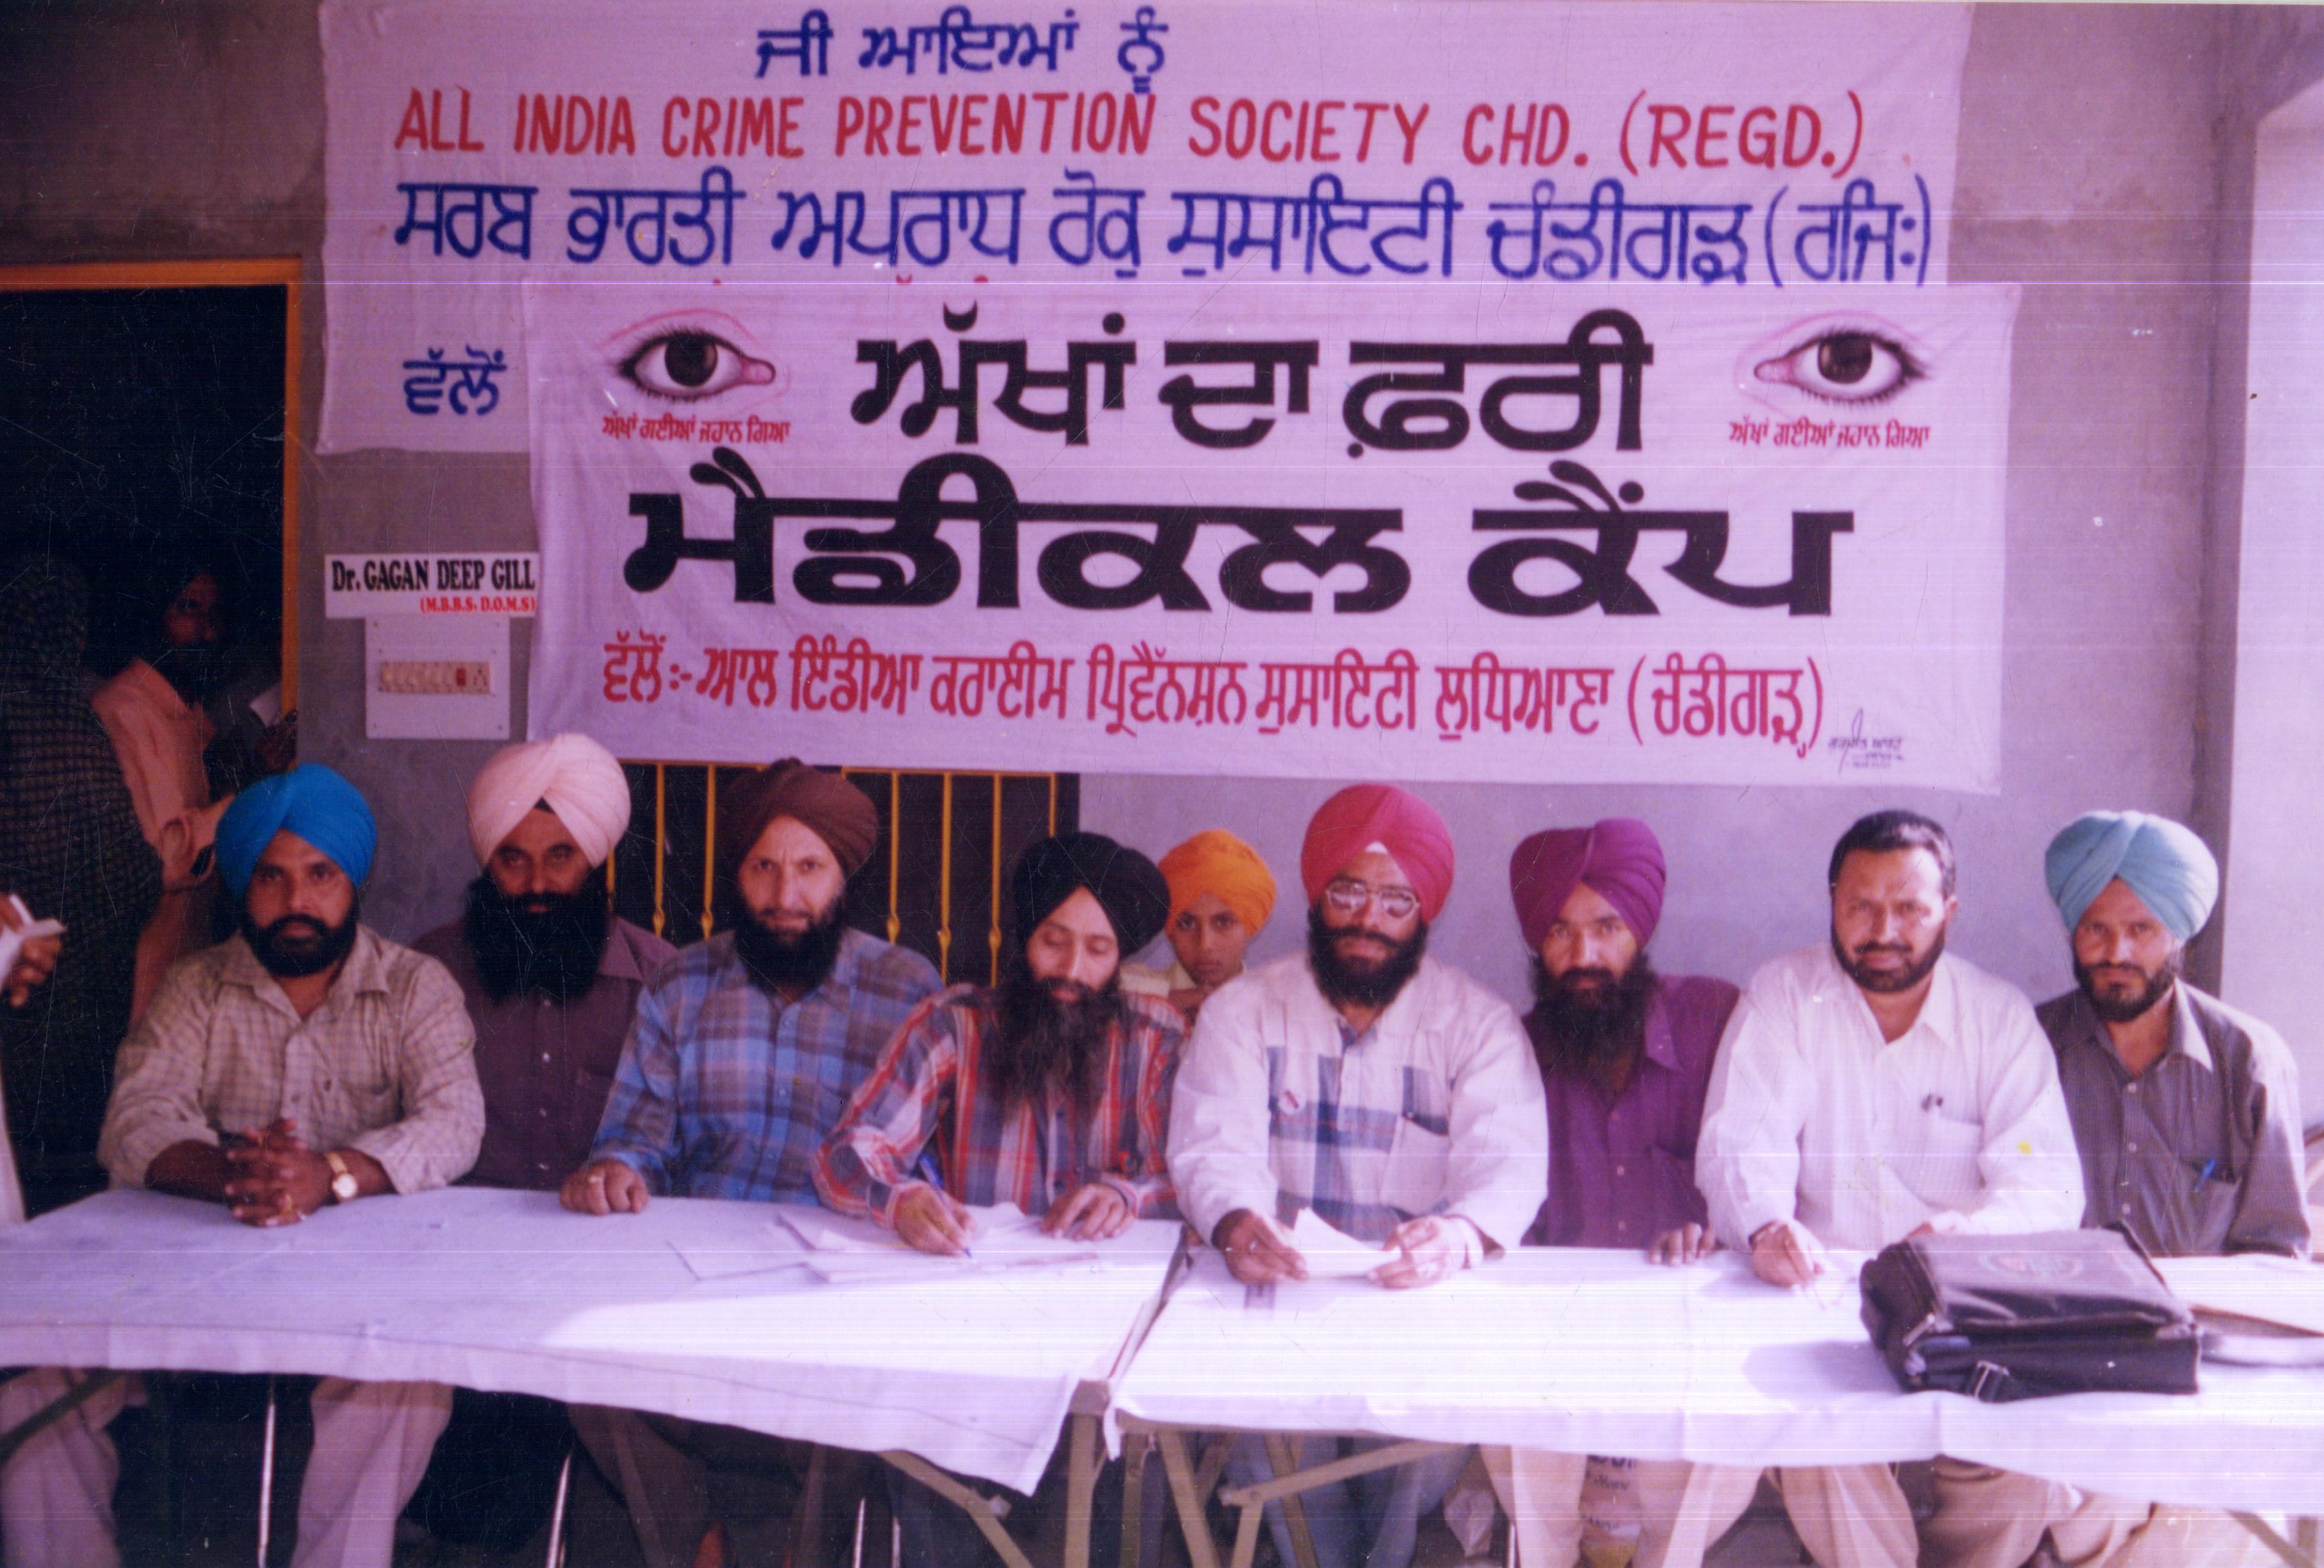 ਜੀ ਆਇਆਂ ਨੂੰ
ALL INDIA CRIME PREVENTION SOCIETY CHD. (REGD.)
ਸਰਬ ਭਾਰਤੀ ਅਪਰਾਧ ਰੋਕੂ ਸੁਸਾਇਟੀ ਚੰਡੀਗੜ੍ਹ (ਰਜਿ:)
ਵੱਲੋਂ
ਅੱਖਾਂ ਦਾ ਫ਼ਰੀ
ਅੱਖਾਂ ਗਈਆਂ ਜਹਾਨ ਗਿਆ
ਅੱਖਾਂ ਗਈਆਂ ਜਹਾਨ ਗਿਆ
ਮੈਡੀਕਲ ਕੈਂਪ
ਵੱਲੋਂ :- ਆਲ ਇੰਡੀਆ ਕਰਾਈਮ ਪ੍ਰਿਵੈਂਨਸ਼ਨ ਸੁਸਾਇਟੀ ਲੁਧਿਆਣਾ (ਚੰਡੀਗੜ੍ਹ)
Dr. GAGAN DEEP GILL
(M.B.B.S. D.O.M.S)